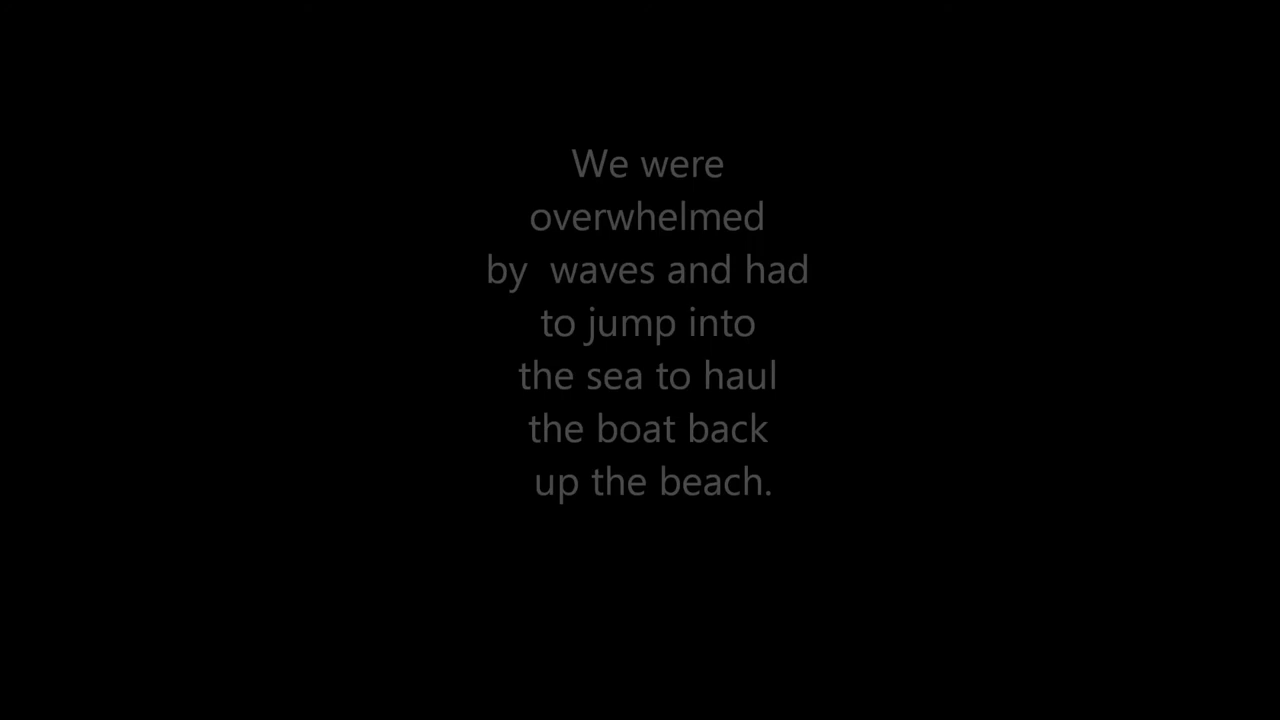 We were
overwhelmed
by  waves and had
to jump into
the sea to haul
the boat back
up the beach.